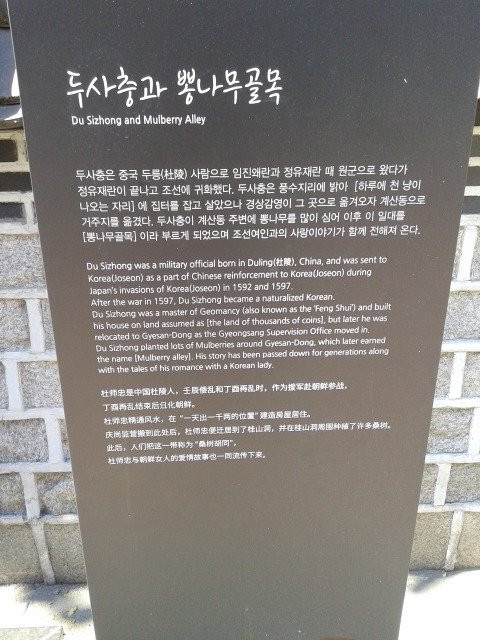 두사충과 뽕나무골목
Du Sizhong and Mulberry Alley
두사충은 중국 두릉(杜陵) 사람으로 임진왜란과 정유재란 때 원군으로 왔다가
정유재란이 끝나고 조선에 귀화했다. 두사충은 풍수지리에 밝아 [하루에 천 냥이
나오는 자리] 에 집터를 잡고 살았으나 경상감영이 그 곳으로 옮겨오자 계산동으로
거주지를 옮겼다. 두사충이 계산동 주변에 뽕나무를 많이 심어 이후 이 일대를
[뽕나무골목] 이라 부르게 되었으며 조선여인과의 사랑이야기가 함께 전해져 온다.
Du Sizhong was a military official born in Duling(杜陵), China, and was sent to
Korea(Joseon) as a part of Chinese reinforcement to Korea(Joseon) during
Japan's invasions of Korea(Joseon) in 1592 and 1597.
After the war in 1597, Du Sizhong became a naturalized Korean.
Du Sizhong was a master of Geomancy (also known as the 'Feng Shui') and built
his house on land assumed as [the land of thousands of coins], but later he was
relocated to Gyesan-Dong as the Gyeongsang Supervision Office moved in.
Du Sizhong planted lots of Mulberries around Gyesan-Dong, which later earned
the name [Mulberry alley]. His story has been passed down for generations along
with the tales of his romance with a Korean lady.
杜师忠是中国杜陵人，壬辰倭乱和丁酉再乱时，作为援军赴朝鲜参战。
丁酉再乱结束后归化朝鲜。
杜师忠精通风水，在 "一天出一千两的位置" 建造房屋居住。
庆尚监营搬到此处后，杜师忠便迁居到了桂山洞，并在桂山洞周围种植了许多桑树。
此后，人们把这一带称为"桑树胡同"，
杜师忠与朝鲜女人的爱情故事也一同流传下来。